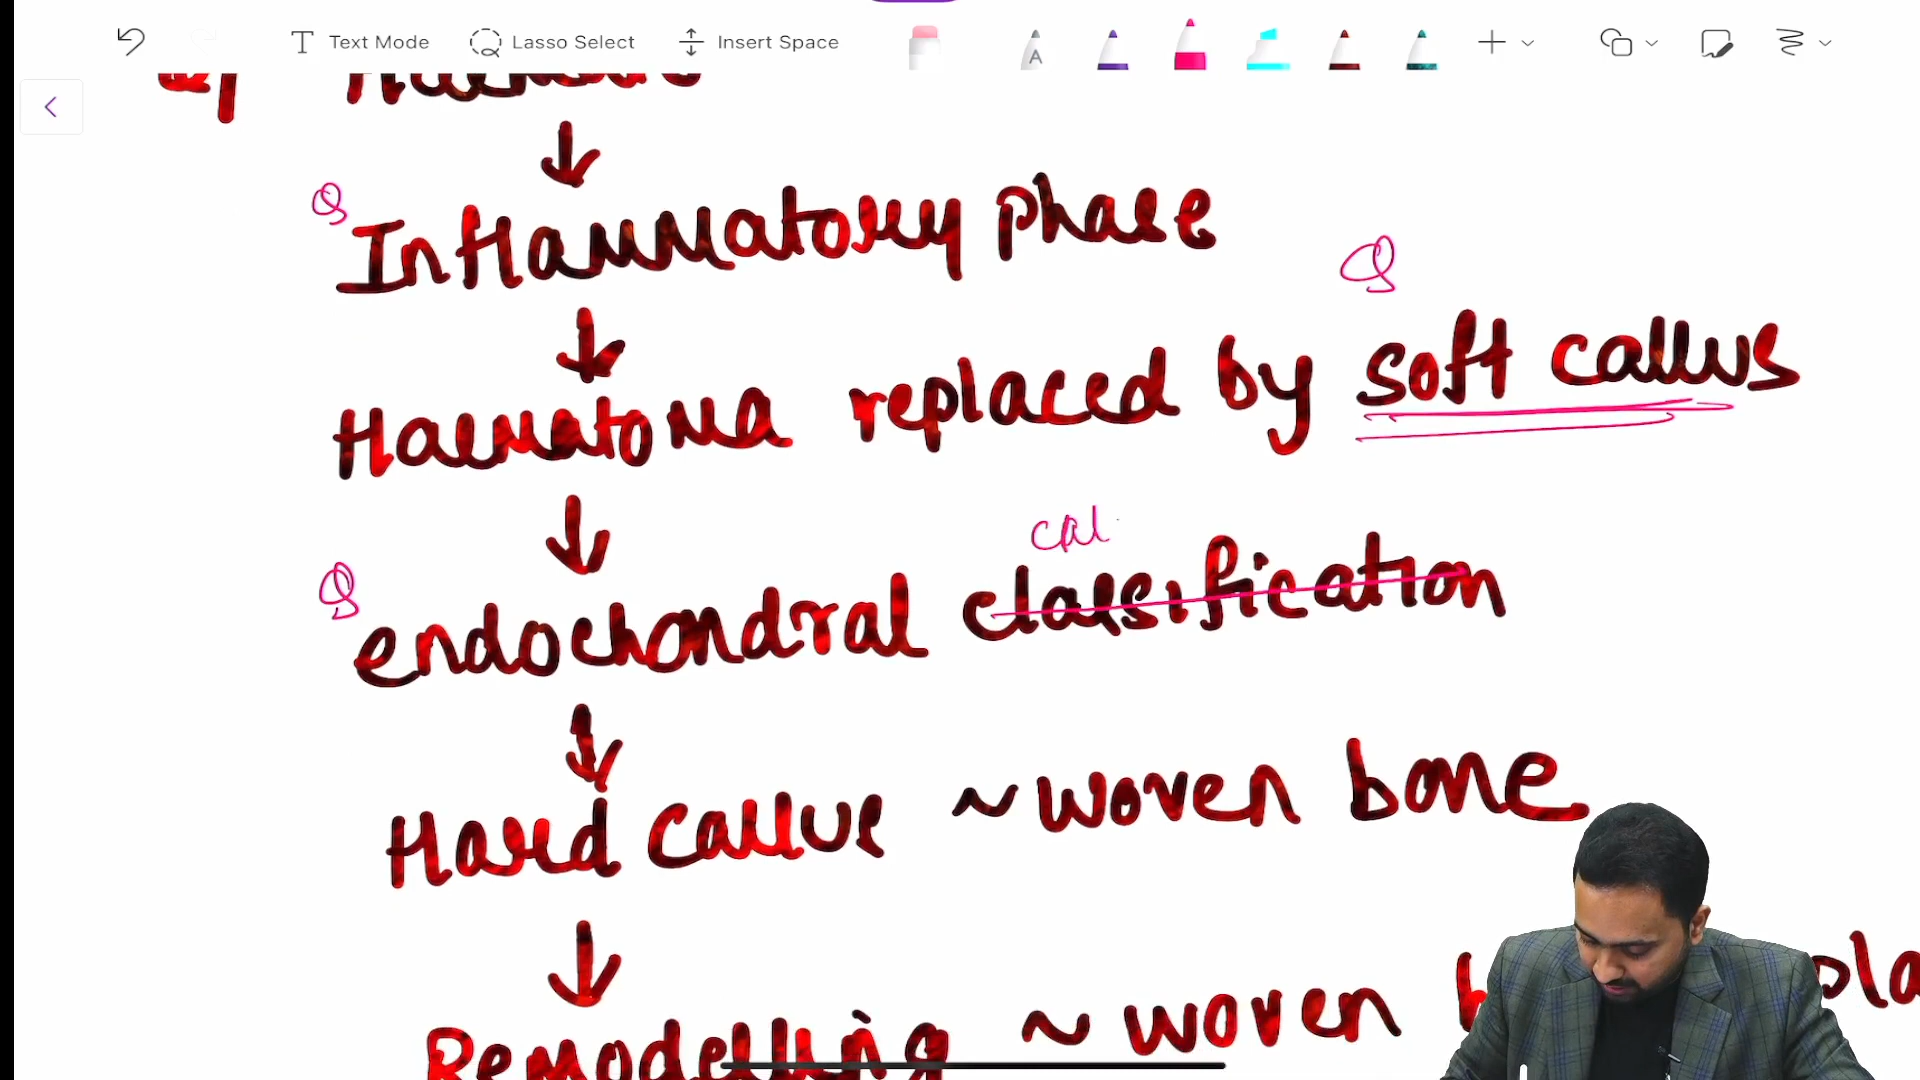 Text Mode Lasso Select Insert Space
A
Inflammatory phase
Haematoma replaced by soft callus
cal
endochondral classification
Hard callus ~ woven bone
Remodelling ~ woven